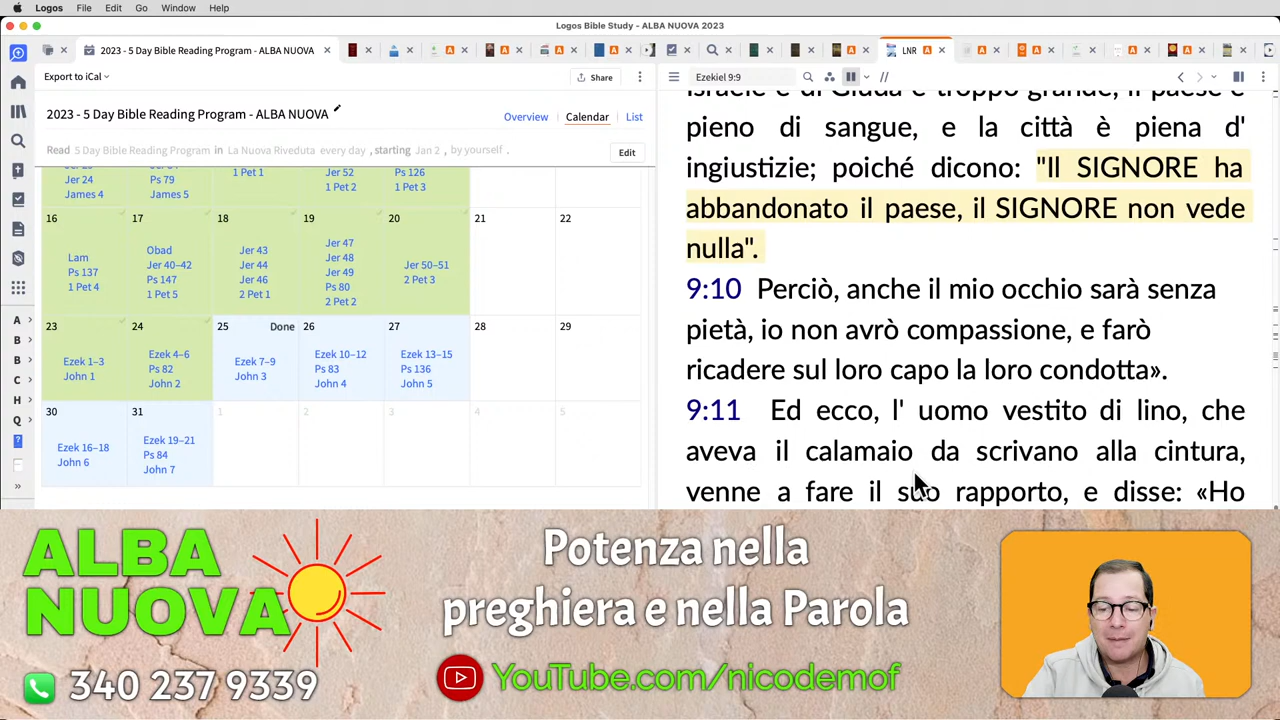 Logos File Edit Go Window Help
Logos Bible Study - ALBA NUOVA 2023
2023 - 5 Day Bible Reading Program - ALBA NUOVA
LNR
Export to iCal
Share
Ezekiel 9:9
2023 - 5 Day Bible Reading Program - ALBA NUOVA
Overview Calendar List
Read 5 Day Bible Reading Program in La Nuova Riveduta every day , starting Jan 2 , by yourself .
Edit
Jer 24
James 4
Ps 79
James 5
1 Pet 1
Jer 52
1 Pet 2
Ps 126
1 Pet 3
16 17 18 19 20 21 22
Lam
Ps 137
1 Pet 4
Obad
Jer 40–42
Ps 147
1 Pet 5
Jer 43
Jer 44
Jer 46
2 Pet 1
Jer 47
Jer 48
Jer 49
Ps 80
2 Pet 2
Jer 50–51
2 Pet 3
23 24 25 Done 26 27 28 29
Ezek 1–3
John 1
Ezek 4–6
Ps 82
John 2
Ezek 7–9
John 3
Ezek 10–12
Ps 83
John 4
Ezek 13–15
Ps 136
John 5
30 31 1 2 3 4 5
Ezek 16–18
John 6
Ezek 19–21
Ps 84
John 7
A
B
B
C
H
Q
?
Israele e di Giuda è troppo grande; il paese è
pieno di sangue, e la città è piena d'
ingiustizie; poiché dicono: "Il SIGNORE ha
abbandonato il paese, il SIGNORE non vede
nulla".
9:10 Perciò, anche il mio occhio sarà senza
pietà, io non avrò compassione, e farò
ricadere sul loro capo la loro condotta».
9:11 Ed ecco, l' uomo vestito di lino, che
aveva il calamaio da scrivano alla cintura,
venne a fare il suo rapporto, e disse: «Ho
ALBA
NUOVA
340 237 9339
Potenza nella
preghiera e nella Parola
YouTube.com/nicodemof